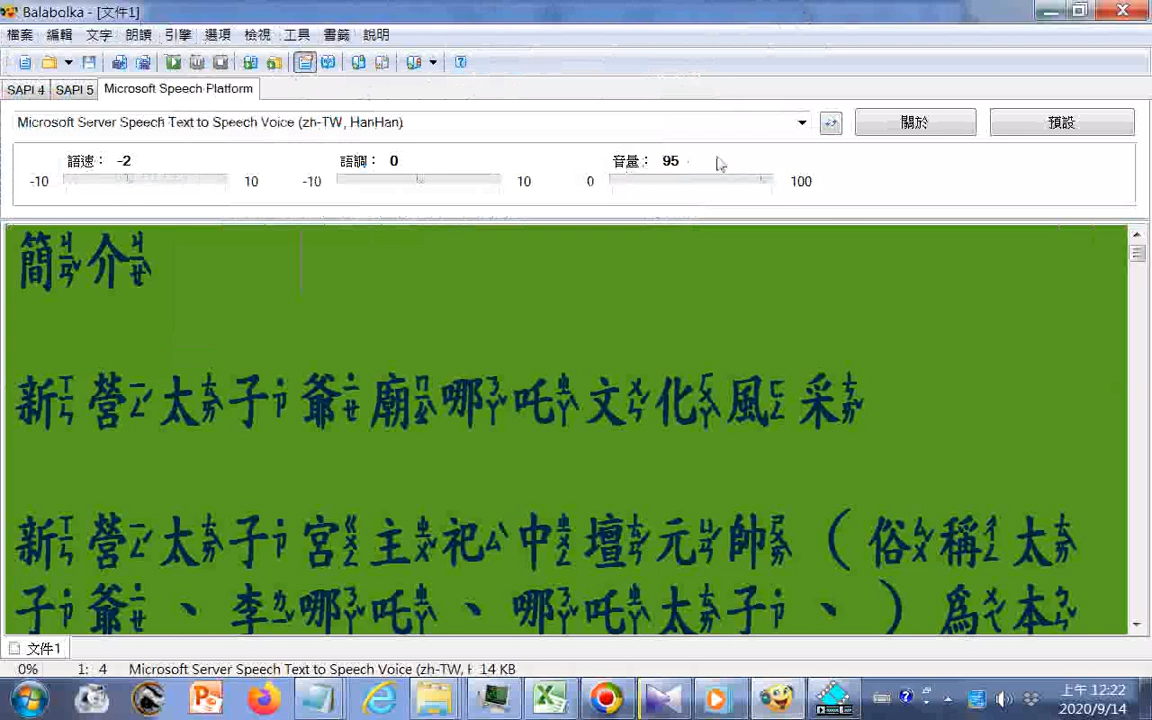 Balabolka - [文件1]
檔案 編輯 文字 朗讀 引擎 選項 檢視 工具 書籤 說明
SAPI 4 SAPI 5 Microsoft Speech Platform
Microsoft Server Speech Text to Speech Voice (zh-TW, HanHan) 關於 預設
語速： -2 語調： 0 音量： 95
-10 10 -10 10 0 100
簡介
新營太子爺廟哪吒文化風采
新營太子宮主祀中壇元帥（俗稱太
子爺、李哪吒、哪吒太子、）為本
文件1
0% 1: 4 Microsoft Server Speech Text to Speech Voice (zh-TW, H 14 KB
上午 12:22
2020/9/14